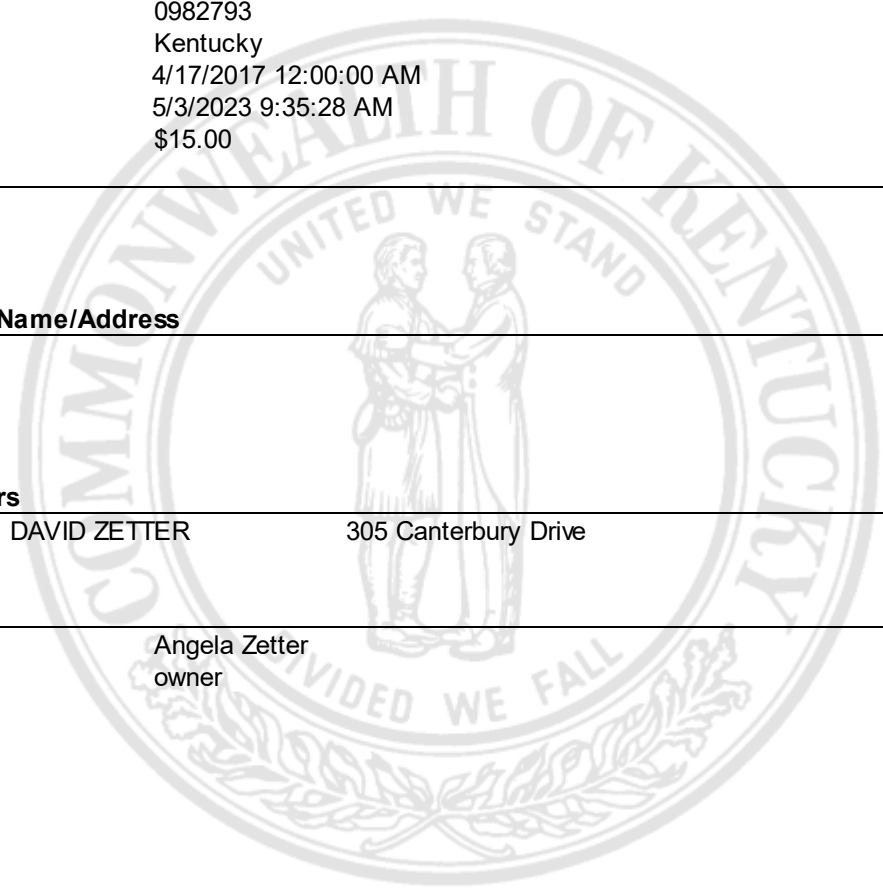 0982793
Kentucky
4/17/2017 12:00:00 AM
5/3/2023 9:35:28 AM
$15.00
COMMONWEALTH OF KENTUCKY
UNITED WE STAND
Name/Address
rs
DAVID ZETTER 305 Canterbury Drive
Angela Zetter
owner
DIVIDED WE FALL